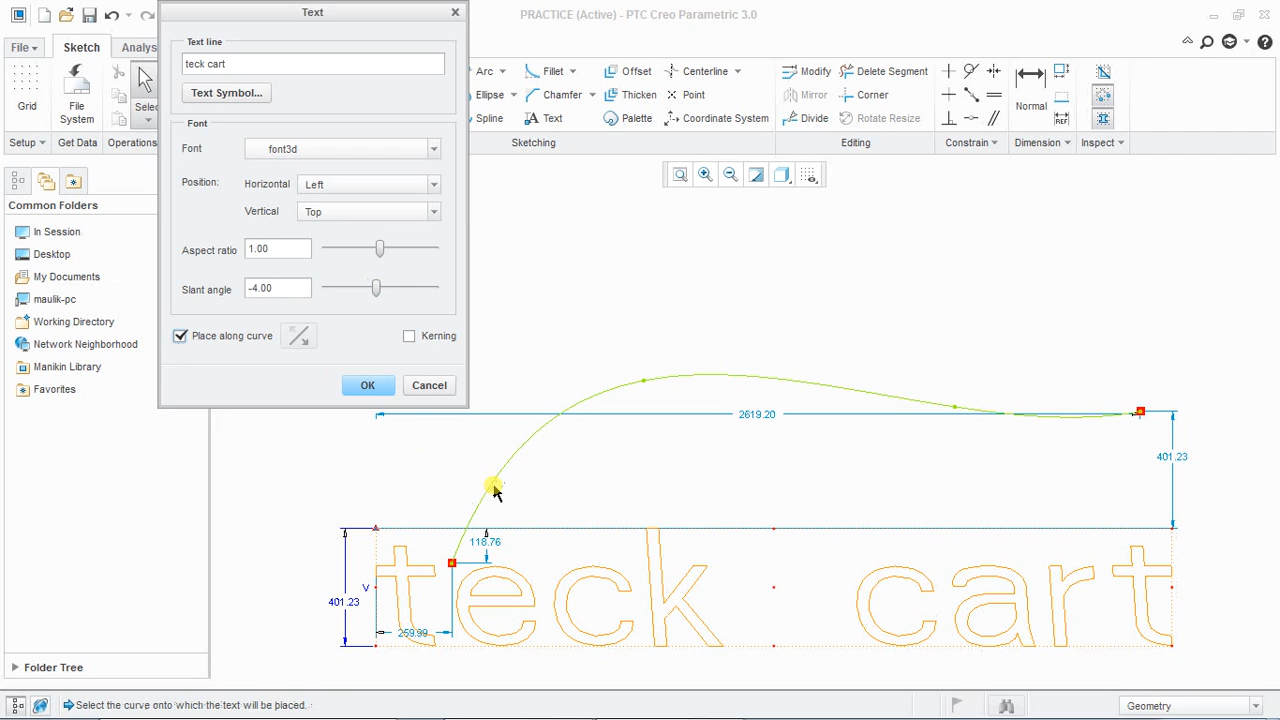 PRACTICE (Active) - PTC Creo Parametric 3.0
Text
Text line
teck cart
Text Symbol...
Font
Font font3d
Position: Horizontal Left
Vertical Top
Aspect ratio 1.00
Slant angle -4.00
Place along curve Kerning
OK Cancel
File Sketch Analys
Grid File System Selec
Setup Get Data Operations
Arc Fillet Offset Centerline Modify Delete Segment
Ellipse Chamfer Thicken Point Mirror Corner
Spline Text Palette Coordinate System Divide Rotate Resize
Normal REF
Sketching Editing Constrain Dimension Inspect
Common Folders
In Session
Desktop
My Documents
maulik-pc
Working Directory
Network Neighborhood
Manikin Library
Favorites
Folder Tree
2619.20
401.23
118.76
V
401.23
259.99
teck cart
Select the curve onto which the text will be placed.
Geometry